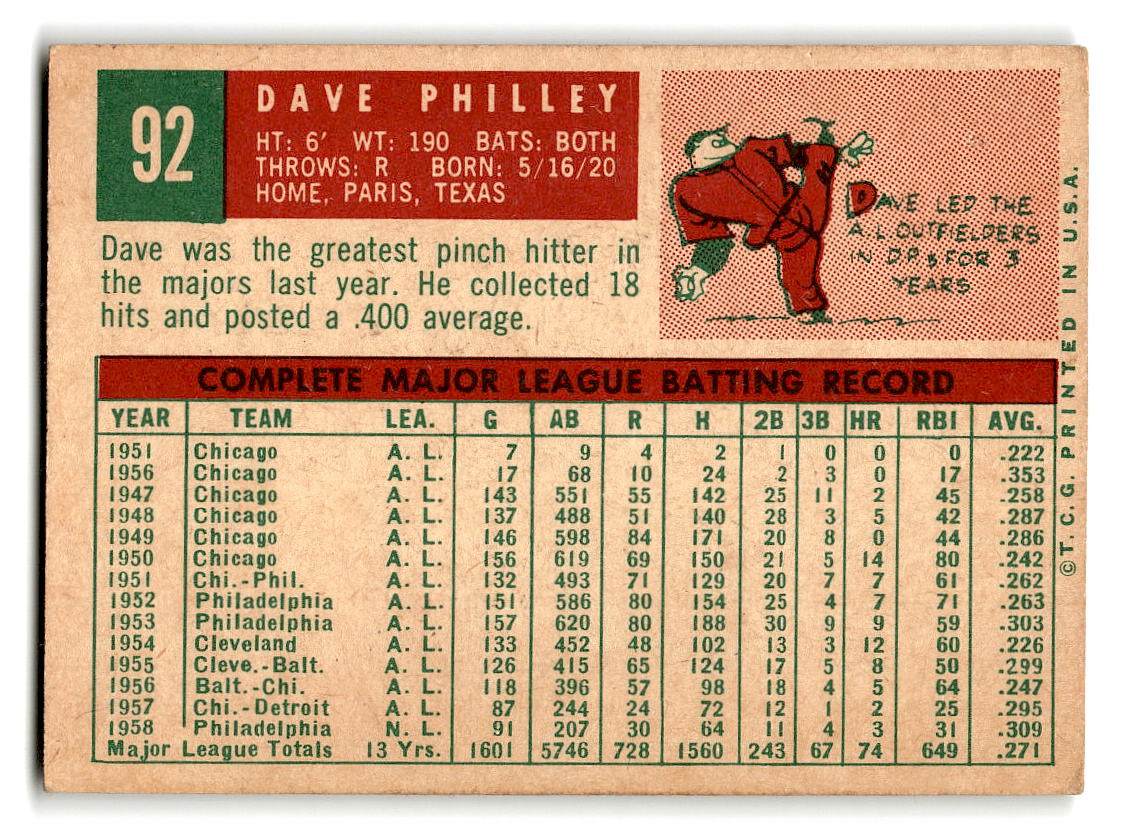 92
DAVE PHILLEY
HT: 6' WT: 190 BATS: BOTH
THROWS: R BORN: 5/16/20
HOME, PARIS, TEXAS
DAVE LED THE
A.L. OUTFIELDERS
IN D.P.s FOR 3
YEARS
Dave was the greatest pinch hitter in
the majors last year. He collected 18
hits and posted a .400 average.
COMPLETE MAJOR LEAGUE BATTING RECORD
YEAR TEAM LEA. G AB R H 2B 3B HR RBI AVG.
1951 Chicago A. L. 7 9 4 2 1 0 0 0 .222
1956 Chicago A. L. 17 68 10 24 2 3 0 17 .353
1947 Chicago A. L. 143 551 55 142 25 11 2 45 .258
1948 Chicago A. L. 137 488 51 140 28 3 5 42 .287
1949 Chicago A. L. 146 598 84 171 20 8 0 44 .286
1950 Chicago A. L. 156 619 69 150 21 5 14 80 .242
1951 Chi.-Phil. A. L. 132 493 71 129 20 7 7 61 .262
1952 Philadelphia A. L. 151 586 80 154 25 4 7 71 .263
1953 Philadelphia A. L. 157 620 80 188 30 9 9 59 .303
1954 Cleveland A. L. 133 452 48 102 13 3 12 60 .226
1955 Cleve.-Balt. A. L. 126 415 65 124 17 5 8 50 .299
1956 Balt.-Chi. A. L. 118 396 57 98 18 4 5 64 .247
1957 Chi.-Detroit A. L. 87 244 24 72 12 1 2 25 .295
1958 Philadelphia N. L. 91 207 30 64 11 4 3 31 .309
Major League Totals 13 Yrs. 1601 5746 728 1560 243 67 74 649 .271
©T. C. G. PRINTED IN U.S.A.